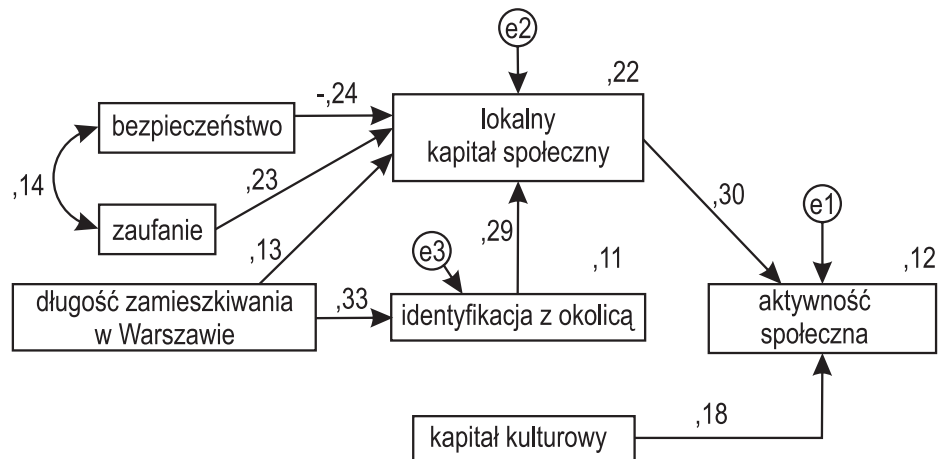 e2
,22
-,24
bezpieczeństwo
lokalny
kapitał społeczny
,14
,23
,30
e1
zaufanie
,13
,29
e3
,11
,12
długość zamieszkiwania
w Warszawie
,33
identyfikacja z okolicą
aktywność
społeczna
,18
kapitał kulturowy